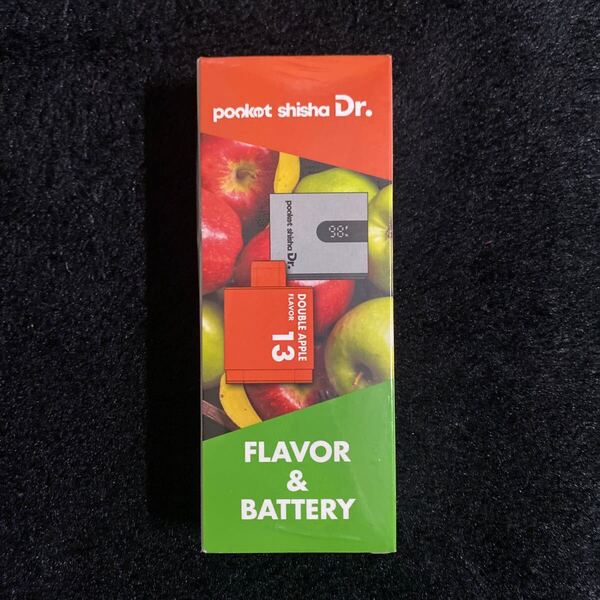 pocket shisha Dr.
pocket shisha Dr.
98
DOUBLE APPLE
FLAVOR
13
FLAVOR
&
BATTERY